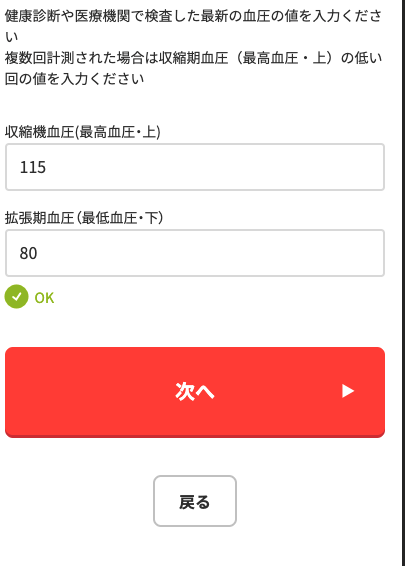 健康診断や医療機関で検査した最新の血圧の値を入力くださ
い
複数回計測された場合は収縮期血圧（最高血圧・上）の低い
回の値を入力ください
収縮機血圧(最高血圧・上)
115
拡張期血圧（最低血圧・下）
80
OK
次へ
戻る